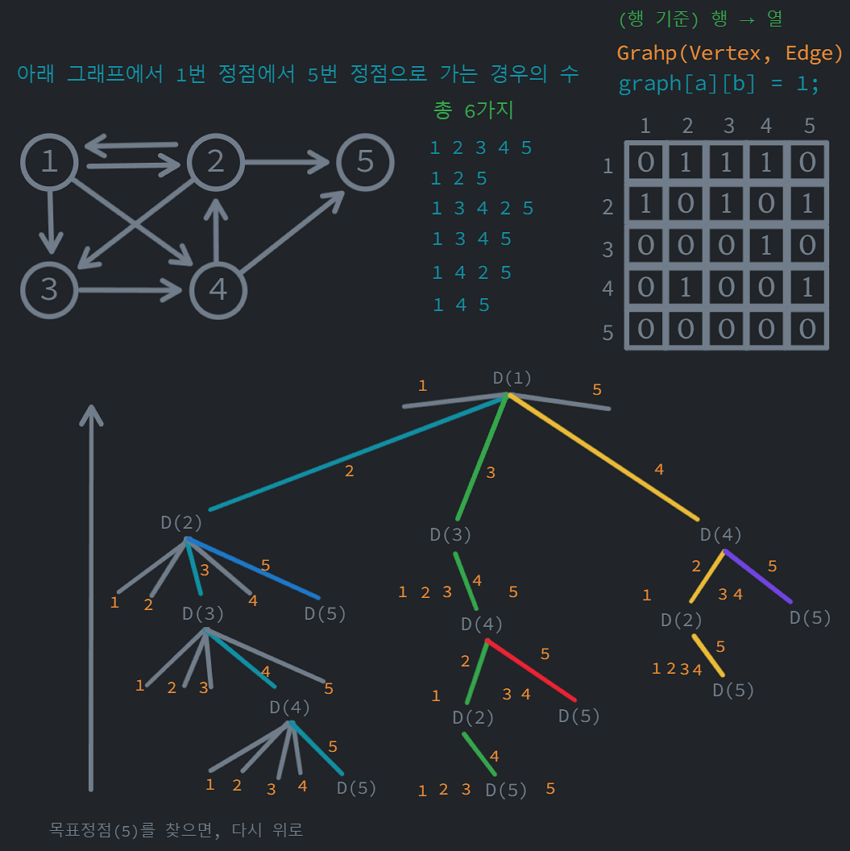 (행 기준) 행 → 열
Grahp(Vertex, Edge)
아래 그래프에서 1번 정점에서 5번 정점으로 가는 경우의 수
graph[a][b] = 1;
총 6가지
1 2 3 4 5
1 2 5
1 3 4 2 5
1 3 4 5
1 4 2 5
1 4 5
1 2 5
3 4
1 2 3 4 5
1 0 1 1 1 0
2 1 0 1 0 1
3 0 0 0 1 0
4 0 1 0 0 1
5 0 0 0 0 0
D(1)
1 5
2 3 4
D(2) D(3) D(4)
1 2 3 4 5
1 2 3 4 5
1 2 3 4 5
D(3) D(5) D(4) D(2) D(5)
1 2 3 4 5
1 2 3 4 5
1 2 3 4 5
D(4) D(2) D(5) D(5)
1 2 3 4 5
1 2 3 4 5
D(5) D(5)
목표정점(5)를 찾으면, 다시 위로